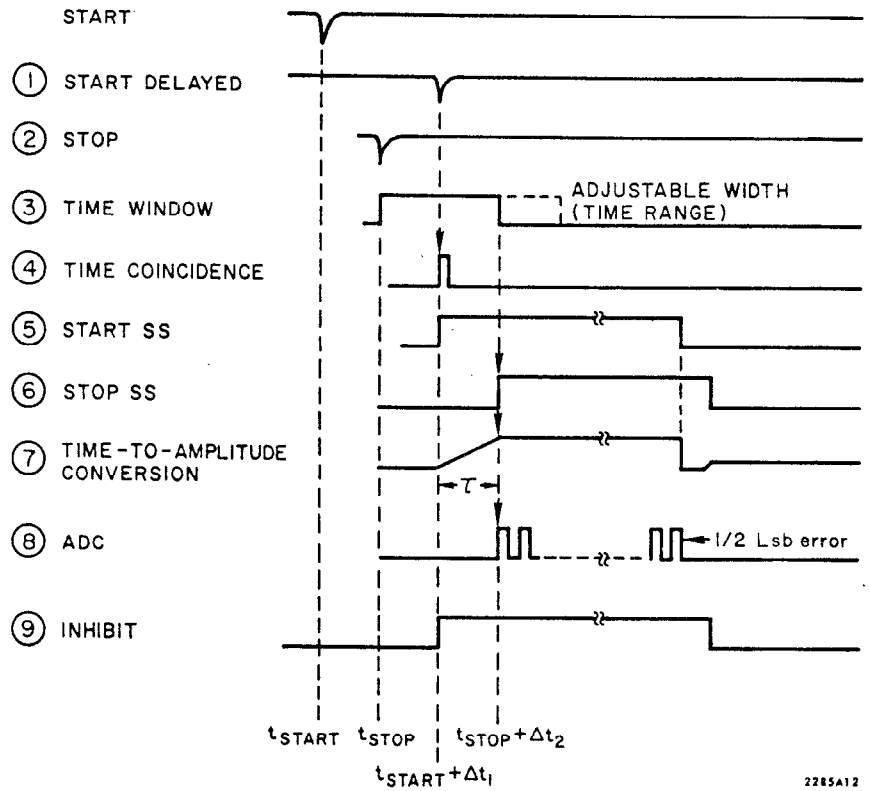 START
1 START DELAYED
2 STOP
3 TIME WINDOW
ADJUSTABLE WIDTH
(TIME RANGE)
4 TIME COINCIDENCE
5 START SS
6 STOP SS
7 TIME-TO-AMPLITUDE
CONVERSION
τ
8 ADC
1/2 Lsb error
9 INHIBIT
tSTART tSTOP tSTOP+Δt2
tSTART+Δt1
2285A12